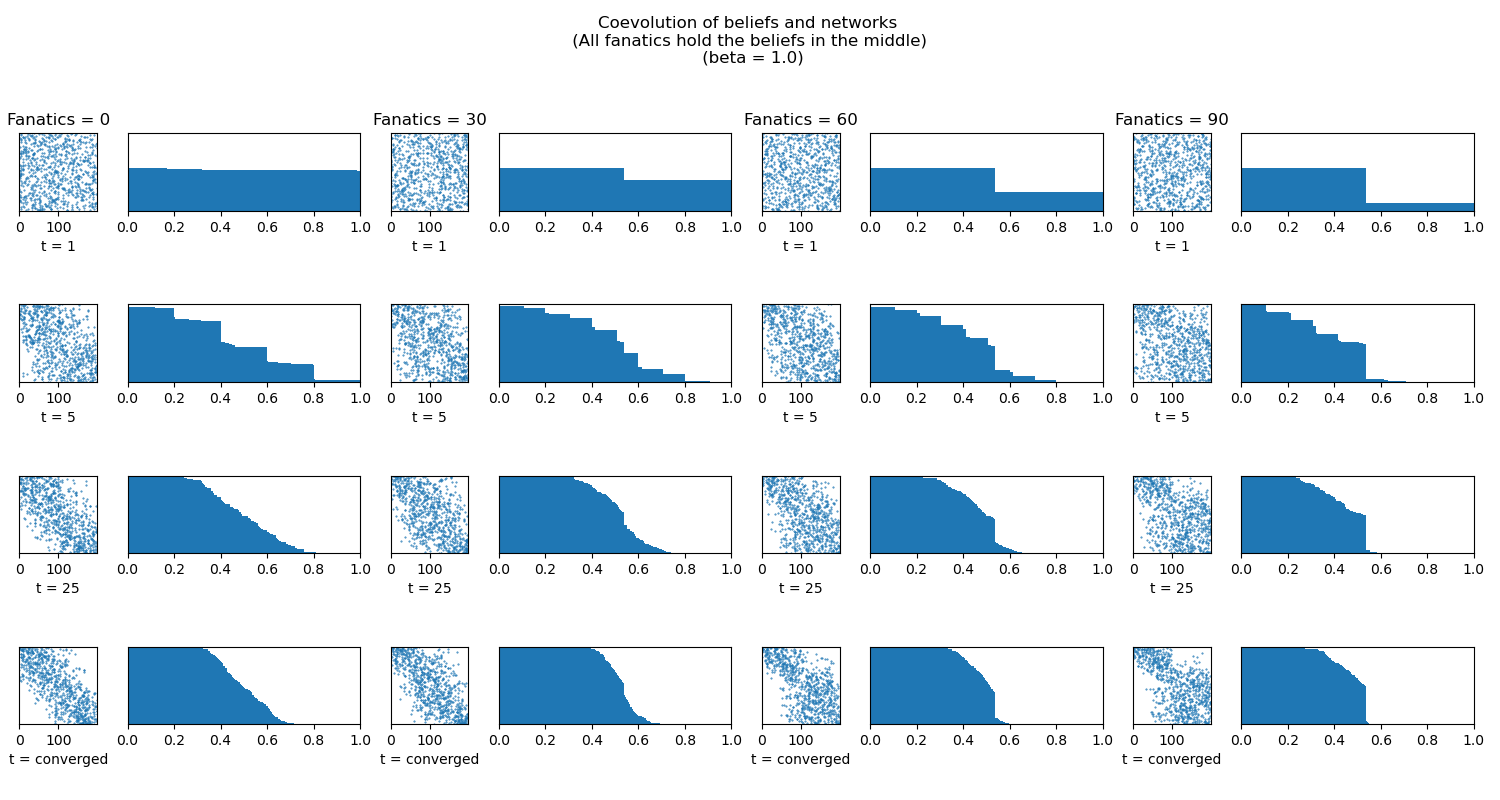 Coevolution of beliefs and networks
(All fanatics hold the beliefs in the middle)
(beta = 1.0)
Fanatics = 0 Fanatics = 30 Fanatics = 60 Fanatics = 90
0 100 0.0 0.2 0.4 0.6 0.8 1.0 0 100 0.0 0.2 0.4 0.6 0.8 1.0 0 100 0.0 0.2 0.4 0.6 0.8 1.0 0 100 0.0 0.2 0.4 0.6 0.8 1.0
t = 1 t = 1 t = 1 t = 1
0 100 0.0 0.2 0.4 0.6 0.8 1.0 0 100 0.0 0.2 0.4 0.6 0.8 1.0 0 100 0.0 0.2 0.4 0.6 0.8 1.0 0 100 0.0 0.2 0.4 0.6 0.8 1.0
t = 5 t = 5 t = 5 t = 5
0 100 0.0 0.2 0.4 0.6 0.8 1.0 0 100 0.0 0.2 0.4 0.6 0.8 1.0 0 100 0.0 0.2 0.4 0.6 0.8 1.0 0 100 0.0 0.2 0.4 0.6 0.8 1.0
t = 25 t = 25 t = 25 t = 25
0 100 0.0 0.2 0.4 0.6 0.8 1.0 0 100 0.0 0.2 0.4 0.6 0.8 1.0 0 100 0.0 0.2 0.4 0.6 0.8 1.0 0 100 0.0 0.2 0.4 0.6 0.8 1.0
t = converged t = converged t = converged t = converged